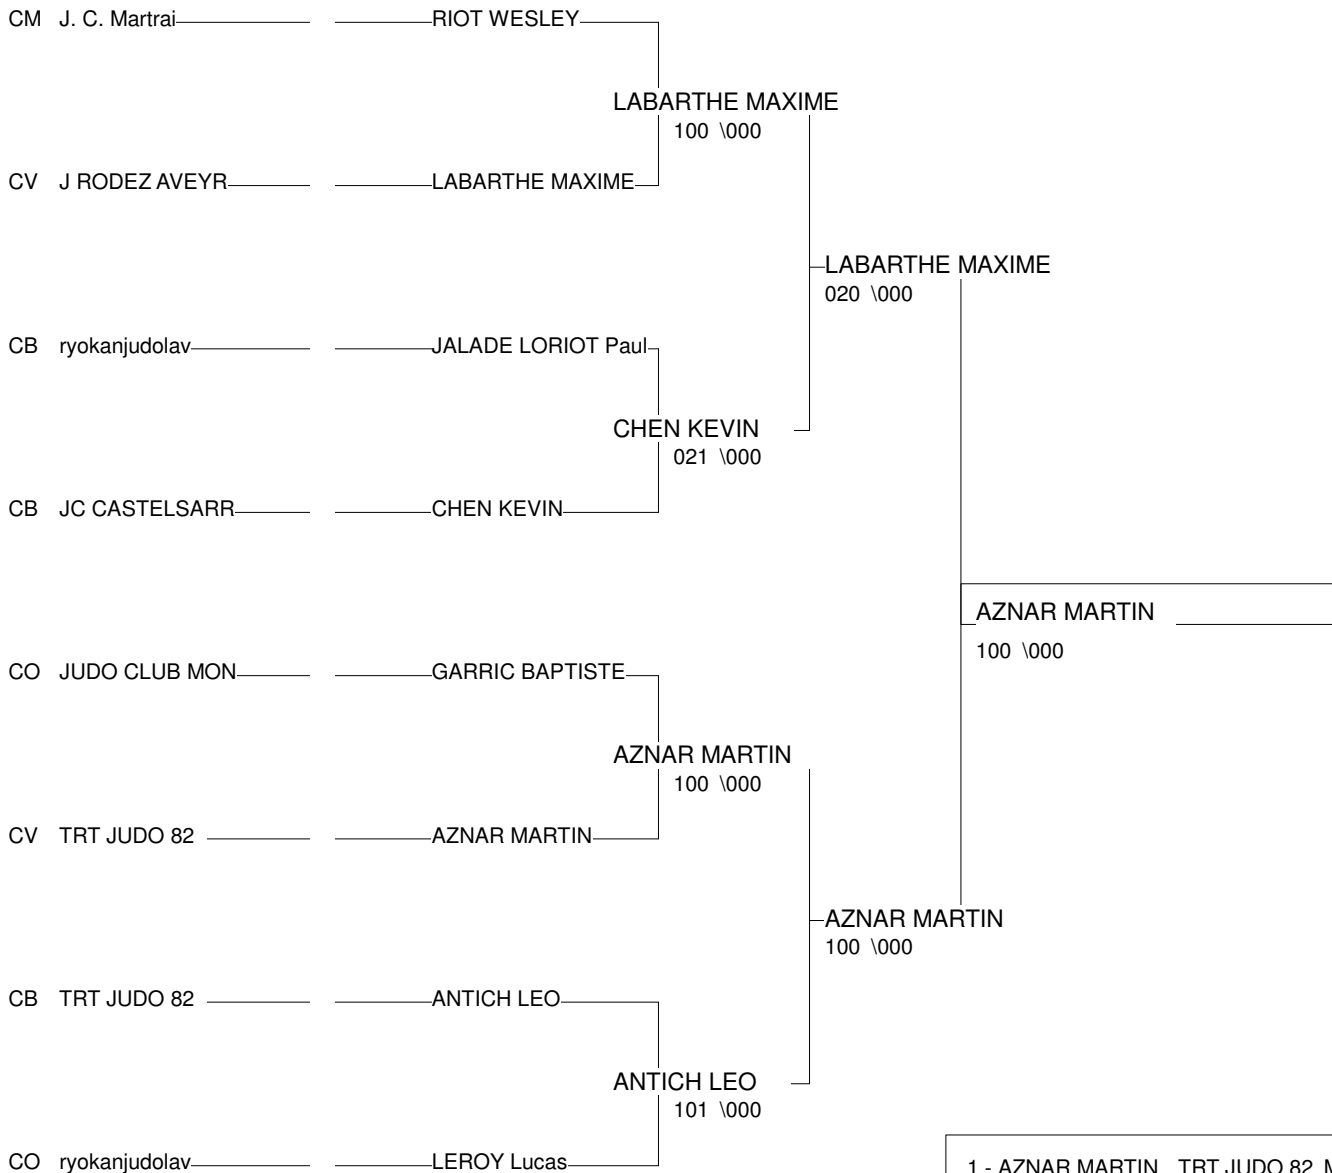 CM J. C. Martrai RIOT WESLEY
LABARTHE MAXIME
100 \000
CV J RODEZ AVEYR LABARTHE MAXIME
LABARTHE MAXIME
020 \000
CB ryokanjudolav JALADE LORIOT Paul
CHEN KEVIN
021 \000
CB JC CASTELSARR CHEN KEVIN
AZNAR MARTIN
100 \000
CO JUDO CLUB MON GARRIC BAPTISTE
AZNAR MARTIN
100 \000
CV TRT JUDO 82 AZNAR MARTIN
AZNAR MARTIN
100 \000
CB TRT JUDO 82 ANTICH LEO
ANTICH LEO
101 \000
CO ryokanjudolav LEROY Lucas
1 - AZNAR MARTIN TRT JUDO 82